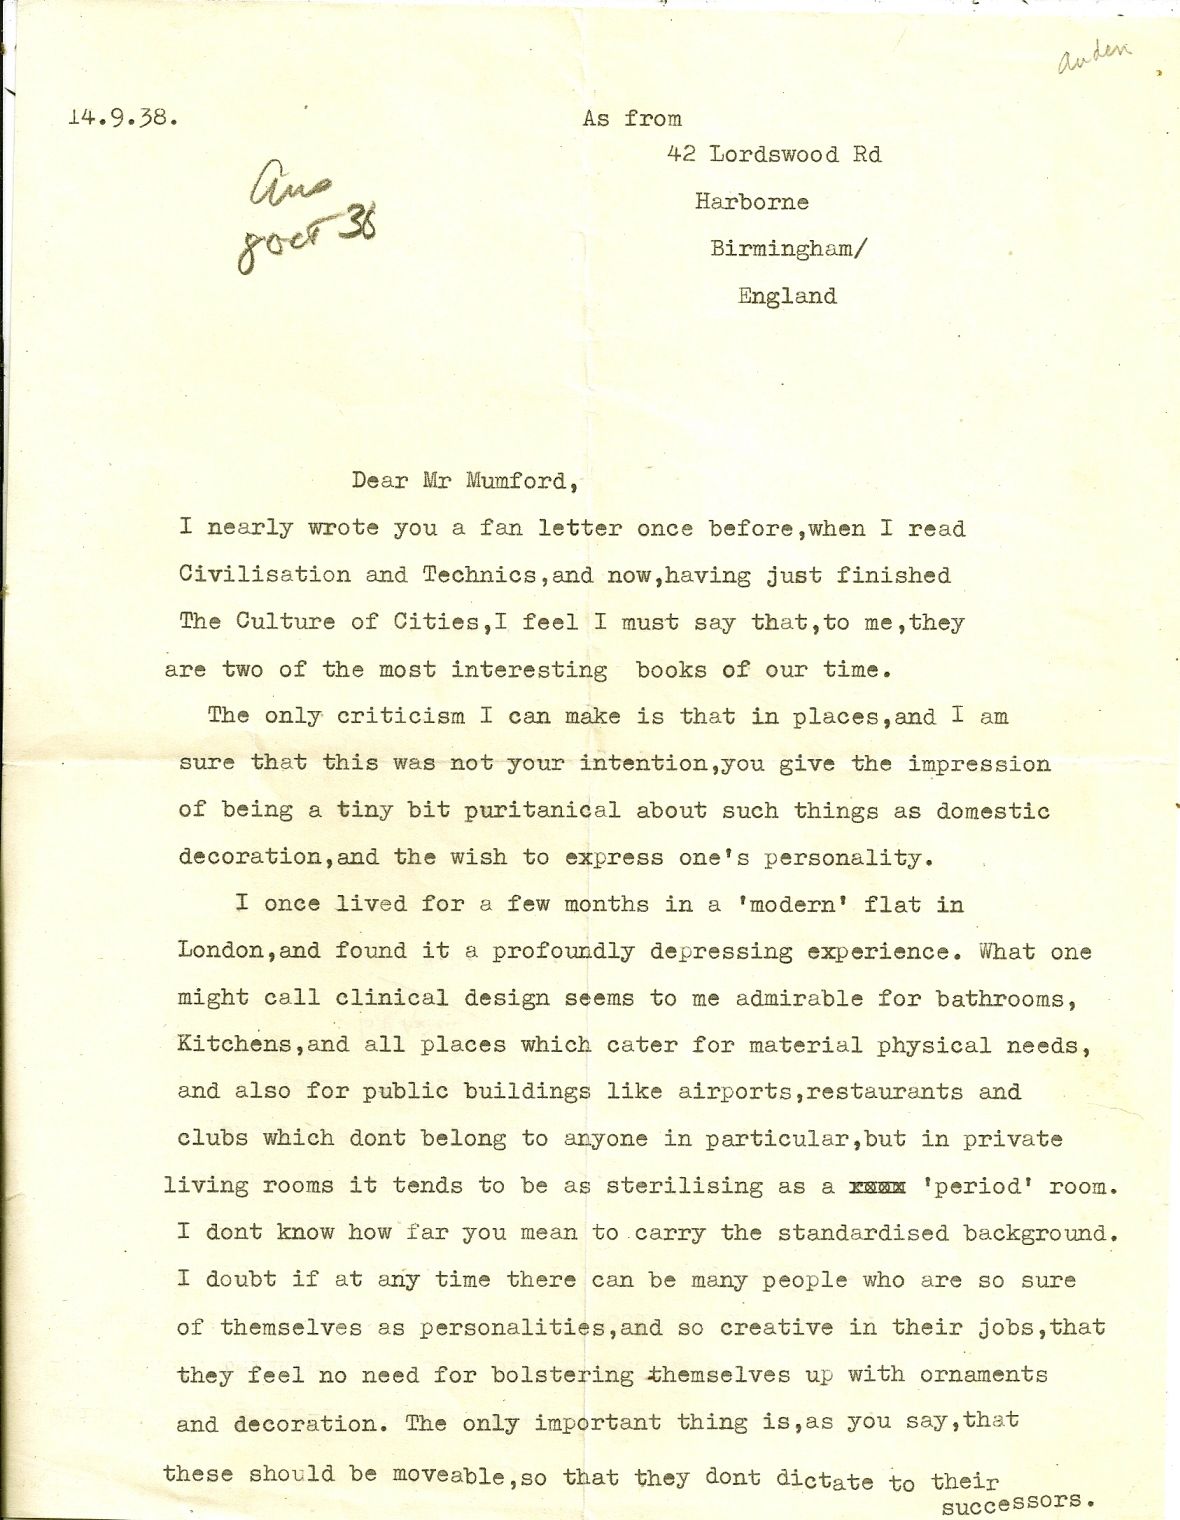 Auden
14.9.38.
As from
42 Lordswood Rd
Harborne
Birmingham/
England
Ans
8 Oct 38
Dear Mr Mumford,
I nearly wrote you a fan letter once before,when I read
Civilisation and Technics,and now,having just finished
The Culture of Cities,I feel I must say that,to me,they
are two of the most interesting books of our time.
The only criticism I can make is that in places,and I am
sure that this was not your intention,you give the impression
of being a tiny bit puritanical about such things as domestic
decoration,and the wish to express one's personality.
I once lived for a few months in a 'modern' flat in
London,and found it a profoundly depressing experience. What one
might call clinical design seems to me admirable for bathrooms,
Kitchens,and all places which cater for material physical needs,
and also for public buildings like airports,restaurants and
clubs which dont belong to anyone in particular,but in private
living rooms it tends to be as sterilising as a 'period' room.
I dont know how far you mean to carry the standardised background.
I doubt if at any time there can be many people who are so sure
of themselves as personalities,and so creative in their jobs,that
they feel no need for bolstering themselves up with ornaments
and decoration. The only important thing is,as you say,that
these should be moveable,so that they dont dictate to their
successors.